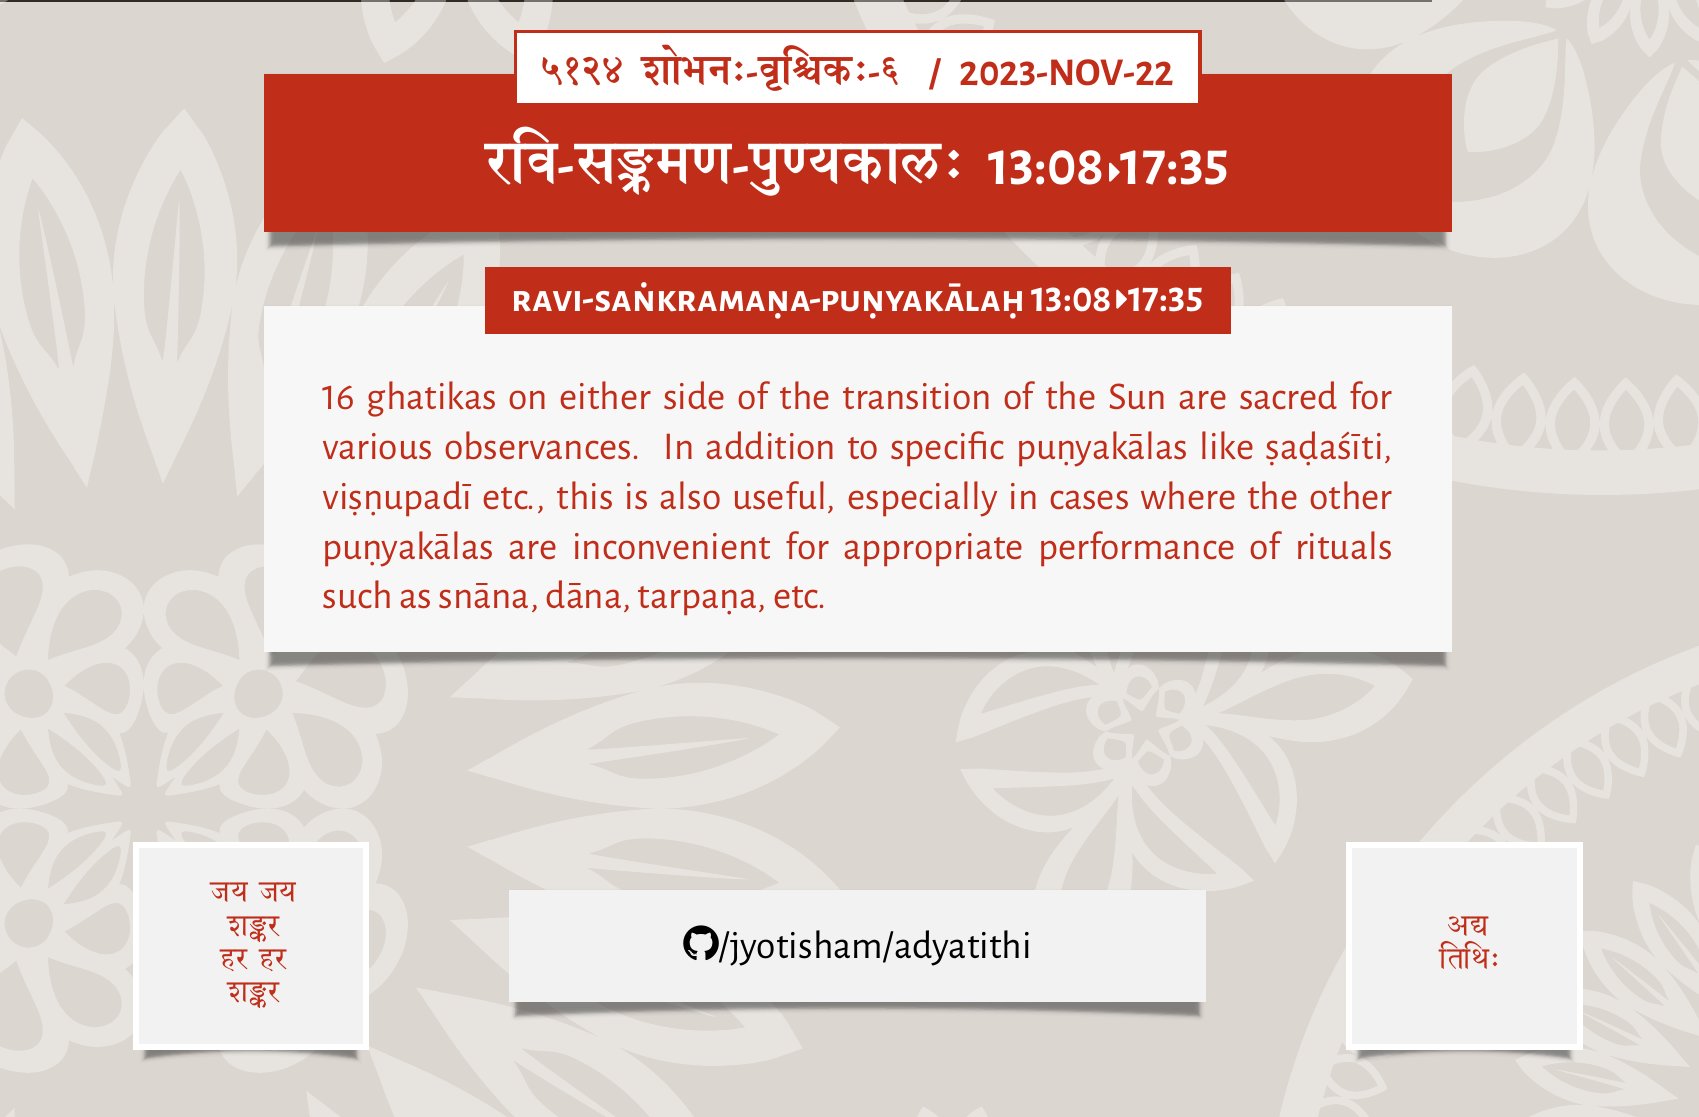 ५१२४ शोभनः-वृश्चिकः-६ / 2023-NOV-22
रवि-सङ्क्रमण-पुण्यकालः 13:08▸17:35
RAVI-SAṄKRAMAṆA-PUṆYAKĀLAḤ 13:08▸17:35
16 ghatikas on either side of the transition of the Sun are sacred for
various observances. In addition to specific puṇyakālas like ṣaḍaśīti,
viṣṇupadī etc., this is also useful, especially in cases where the other
puṇyakālas are inconvenient for appropriate performance of rituals
such as snāna, dāna, tarpaṇa, etc.
जय जय
शङ्कर
हर हर
शङ्कर
/jyotisham/adyatithi
अद्य
तिथिः